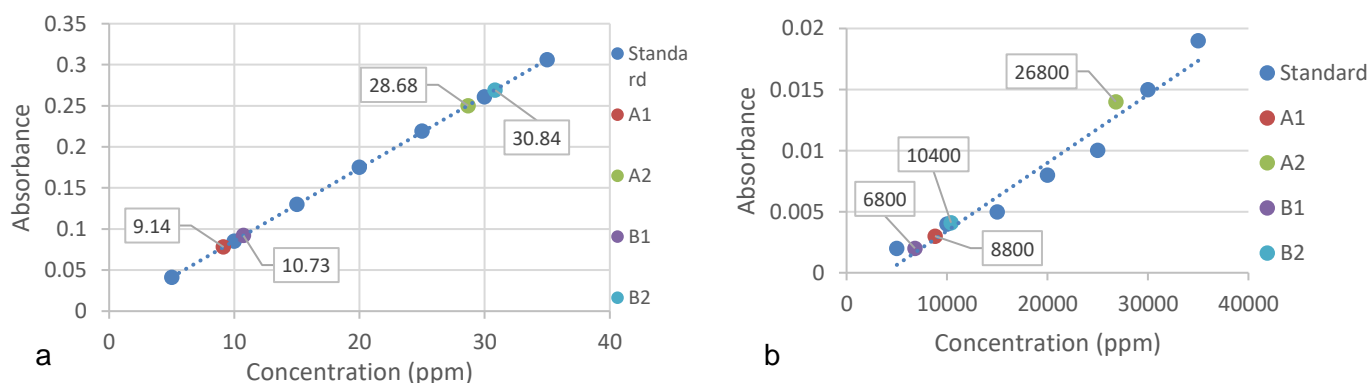 0.35
0.3
0.25
0.2
0.15
0.1
0.05
0
Absorbance
0
10
20
30
40
Concentration (ppm)
9.14
10.73
28.68
30.84
Standa
rd
A1
A2
B1
B2
a
0.02
0.015
0.01
0.005
0
Absorbance
0
10000
20000
30000
40000
Concentration (ppm)
6800
10400
8800
26800
Standard
A1
A2
B1
B2
b